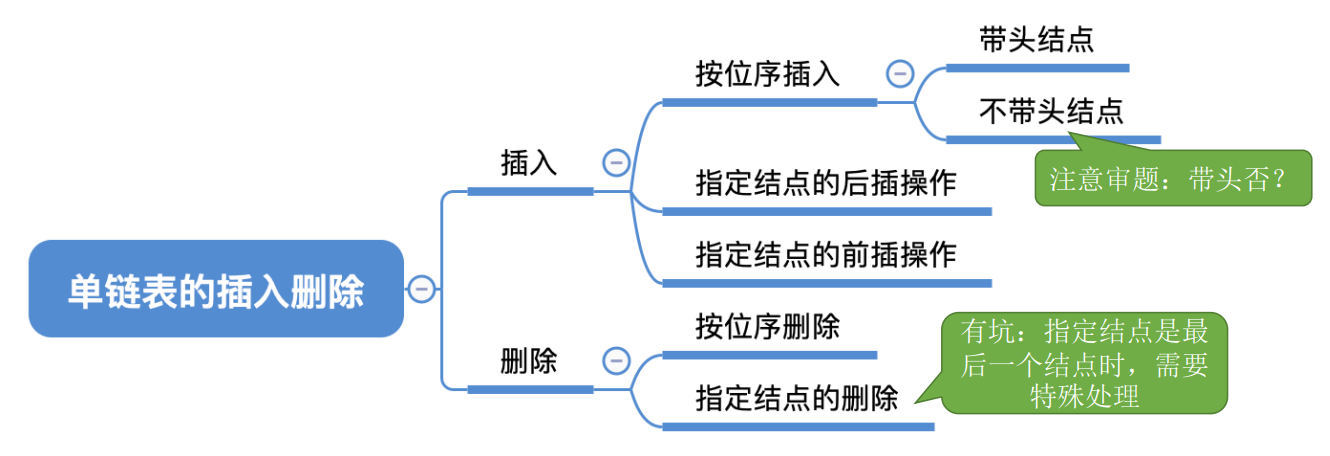 单链表的插入删除
插入
按位序插入
带头结点
不带头结点
注意审题：带头否？
指定结点的后插操作
指定结点的前插操作
删除
按位序删除
指定结点的删除
有坑：指定结点是最
后一个结点时，需要
特殊处理